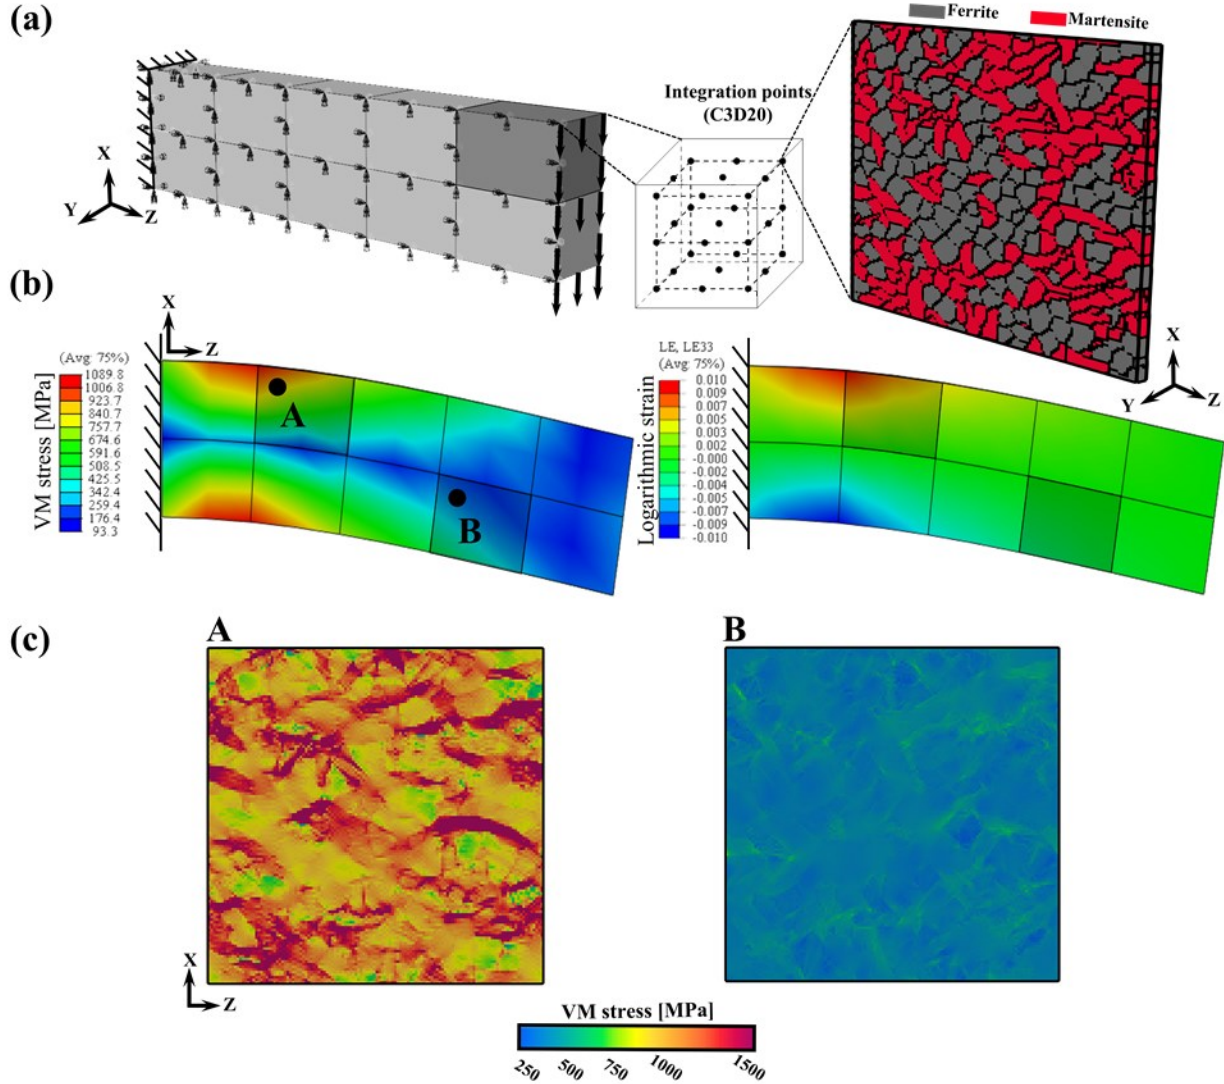 (a)
Ferrite
Martensite
Integration points
(C3D20)
X
Y
Z
X
Y
Z
(b)
X
Z
VM stress [MPa]
(Avg: 75%)
1089.8
1006.8
923.7
840.7
757.7
674.6
591.6
508.5
425.5
342.4
259.4
176.4
93.3
A
B
Logarithmic strain
LE, LE33
(Avg: 75%)
0.010
0.009
0.007
0.005
0.003
0.002
-0.000
-0.002
-0.004
-0.005
-0.007
-0.009
-0.010
(c)
A
B
X
Z
VM stress [MPa]
250
500
750
1000
1500